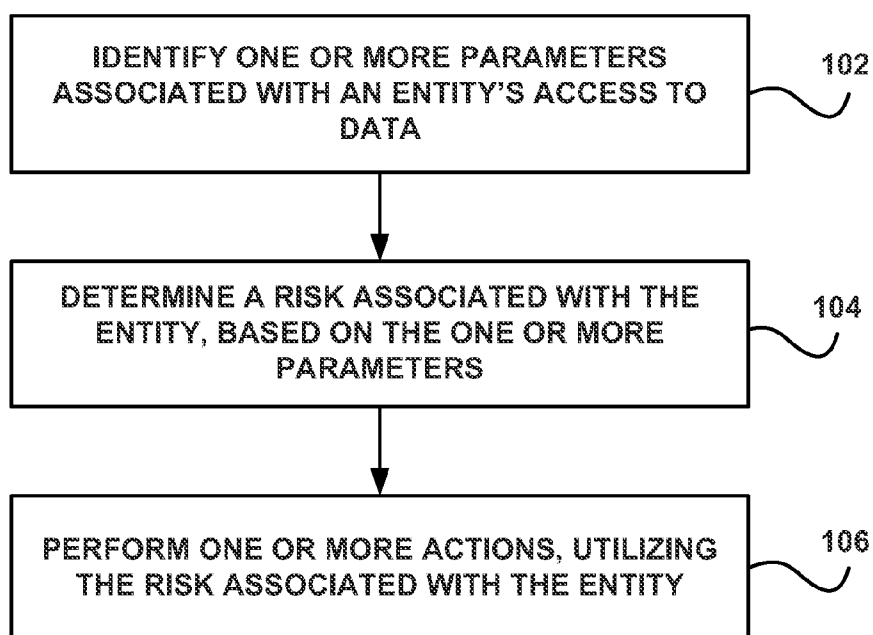 IDENTIFY ONE OR MORE PARAMETERS
ASSOCIATED WITH AN ENTITY'S ACCESS TO
DATA
102
DETERMINE A RISK ASSOCIATED WITH THE
ENTITY, BASED ON THE ONE OR MORE
PARAMETERS
104
PERFORM ONE OR MORE ACTIONS, UTILIZING
THE RISK ASSOCIATED WITH THE ENTITY
106